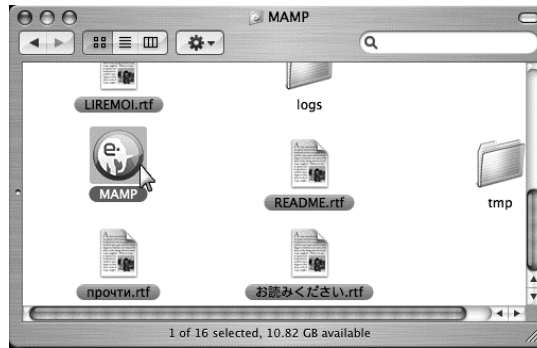 MAMP
LIREMOI.rtf
logs
MAMP
README.rtf
tmp
прочти.rtf
お読みください.rtf
1 of 16 selected, 10.82 GB available